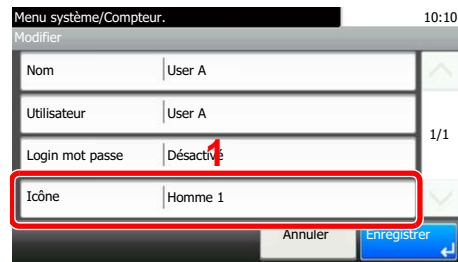 Menu système/Compteur. 10:10
Modifier
Nom User A
Utilisateur User A
1/1
Login mot passe Désactivé
1
Icône Homme 1
Annuler Enregistrer